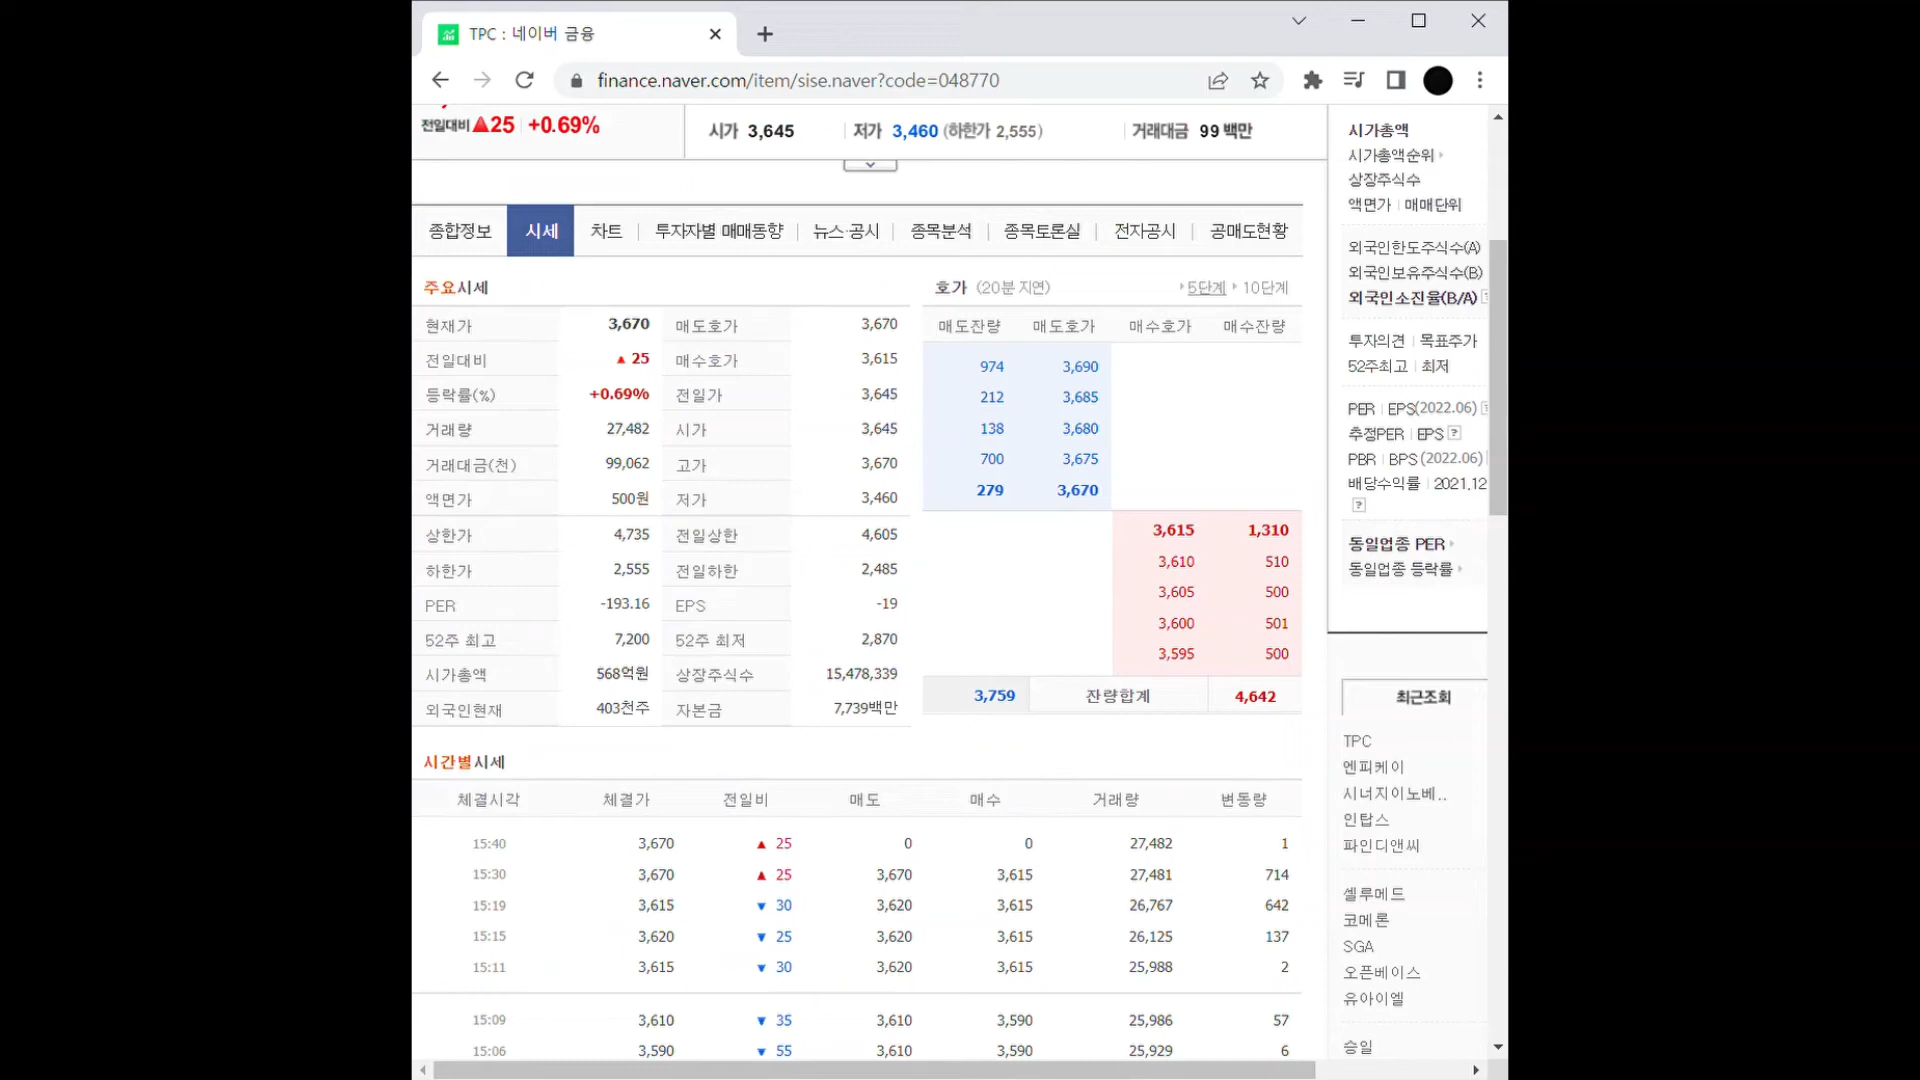 TPC : 네이버 금융
finance.naver.com/item/sise.naver?code=048770
전일대비 ▲25 +0.69%
시가 3,645 저가 3,460 (하한가 2,555) 거래대금 99 백만
종합정보 시세 차트 투자자별 매매동향 뉴스·공시 종목분석 종목토론실 전자공시 공매도현황
주요시세
현재가 3,670 매도호가 3,670
전일대비 ▲ 25 매수호가 3,615
등락률(%) +0.69% 전일가 3,645
거래량 27,482 시가 3,645
거래대금(천) 99,062 고가 3,670
액면가 500원 저가 3,460
상한가 4,735 전일상한 4,605
하한가 2,555 전일하한 2,485
PER -193.16 EPS -19
52주 최고 7,200 52주 최저 2,870
시가총액 568억원 상장주식수 15,478,339
외국인현재 403천주 자본금 7,739백만
호가 (20분 지연) 5단계 10단계
매도잔량 매도호가 매수호가 매수잔량
974 3,690
212 3,685
138 3,680
700 3,675
279 3,670
3,615 1,310
3,610 510
3,605 500
3,600 501
3,595 500
3,759 잔량합계 4,642
시간별시세
체결시각 체결가 전일비 매도 매수 거래량 변동량
15:40 3,670 ▲ 25 0 0 27,482 1
15:30 3,670 ▲ 25 3,670 3,615 27,481 714
15:19 3,615 ▼ 30 3,620 3,615 26,767 642
15:15 3,620 ▼ 25 3,620 3,615 26,125 137
15:11 3,615 ▼ 30 3,620 3,615 25,988 2
15:09 3,610 ▼ 35 3,610 3,590 25,986 57
15:06 3,590 ▼ 55 3,610 3,590 25,929 6
시가총액
시가총액순위
상장주식수
액면가 매매단위
외국인한도주식수(A)
외국인보유주식수(B)
외국인소진율(B/A) ?
투자의견 목표주가
52주최고 최저
PER EPS(2022.06) ?
추정PER EPS ?
PBR BPS (2022.06)
배당수익률 2021.12
?
동일업종 PER
동일업종 등락률
최근조회
TPC
엔피케이
시너지이노베..
인탑스
파인디앤씨
셀루메드
코메론
SGA
오픈베이스
유아이엘
승일